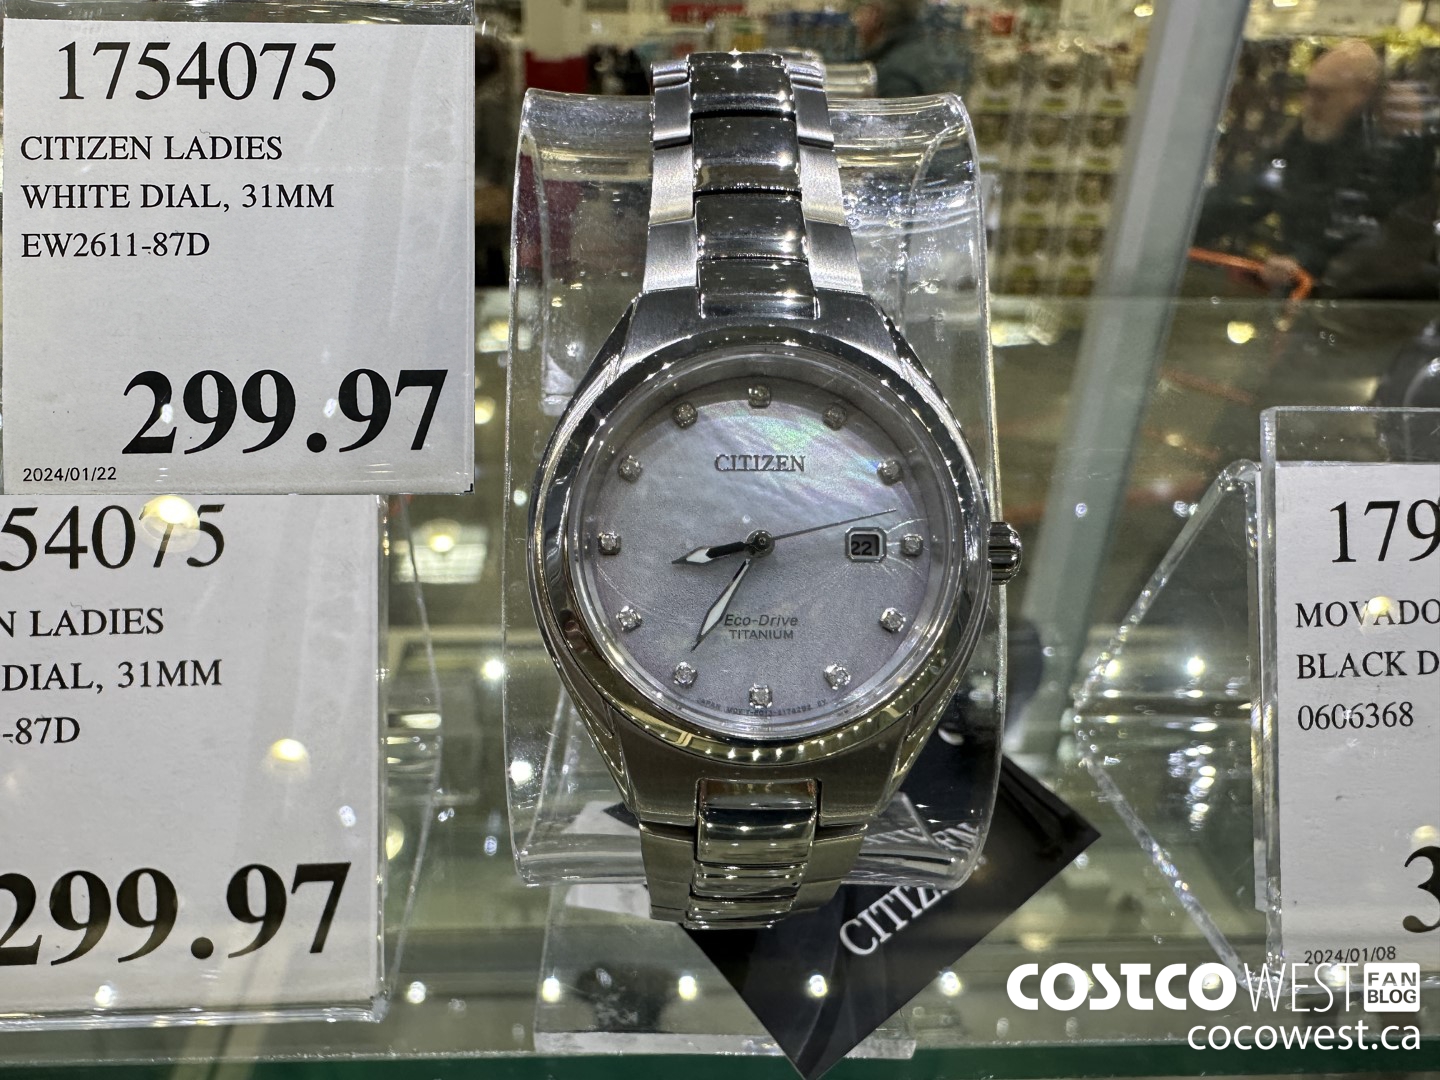 1754075
CITIZEN LADIES
WHITE DIAL, 31MM
EW2611-87D
299.97
2024/01/22
54075
N LADIES
DIAL, 31MM
-87D
299.97
CITIZEN
22
Eco-Drive
TITANIUM
CITIZEN
179
MOVADO
BLACK D
0606368
3
2024/01/08
COSTCO WEST FAN BLOG
cocowest.ca